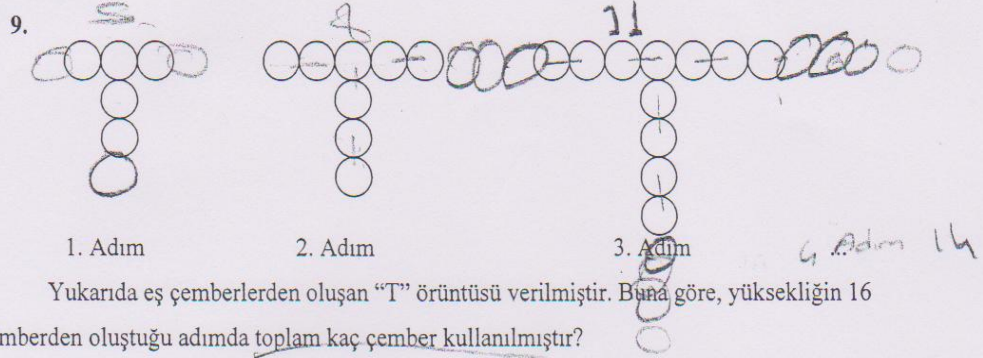 9.
5
8
11
1. Adım
2. Adım
3. Adım
...
4 Adım 14
Yukarıda eş çemberlerden oluşan “T” örüntüsü verilmiştir. Buna göre, yüksekliğin 16
mberden oluştuğu adımda toplam kaç çember kullanılmıştır?